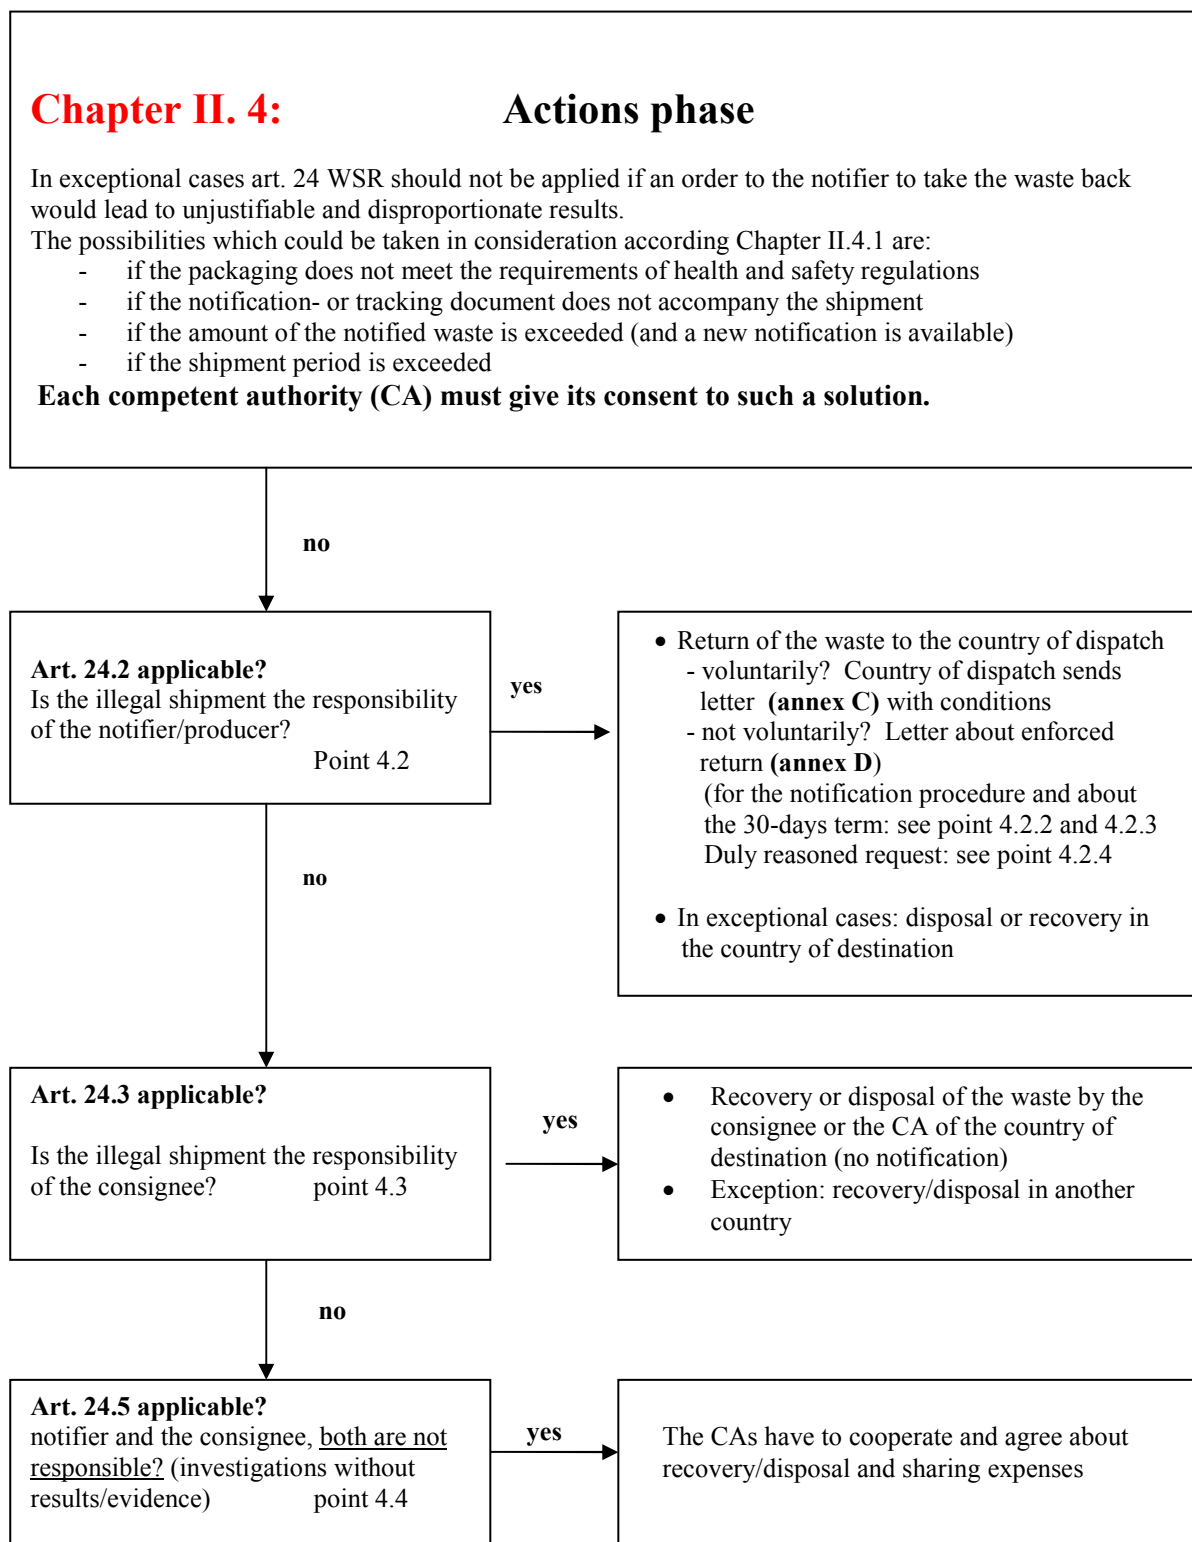 Chapter II. 4: Actions phase
In exceptional cases art. 24 WSR should not be applied if an order to the notifier to take the waste back
would lead to unjustifiable and disproportionate results.
The possibilities which could be taken in consideration according Chapter II.4.1 are:
- if the packaging does not meet the requirements of health and safety regulations
- if the notification- or tracking document does not accompany the shipment
- if the amount of the notified waste is exceeded (and a new notification is available)
- if the shipment period is exceeded
Each competent authority (CA) must give its consent to such a solution.
no
Art. 24.2 applicable?
Is the illegal shipment the responsibility
of the notifier/producer?
Point 4.2
yes
• Return of the waste to the country of dispatch
- voluntarily? Country of dispatch sends
letter (annex C) with conditions
- not voluntarily? Letter about enforced
return (annex D)
(for the notification procedure and about
the 30-days term: see point 4.2.2 and 4.2.3
Duly reasoned request: see point 4.2.4
• In exceptional cases: disposal or recovery in
the country of destination
no
Art. 24.3 applicable?
Is the illegal shipment the responsibility
of the consignee? point 4.3
yes
• Recovery or disposal of the waste by the
consignee or the CA of the country of
destination (no notification)
• Exception: recovery/disposal in another
country
no
Art. 24.5 applicable?
notifier and the consignee, both are not
responsible? (investigations without
results/evidence) point 4.4
yes
The CAs have to cooperate and agree about
recovery/disposal and sharing expenses